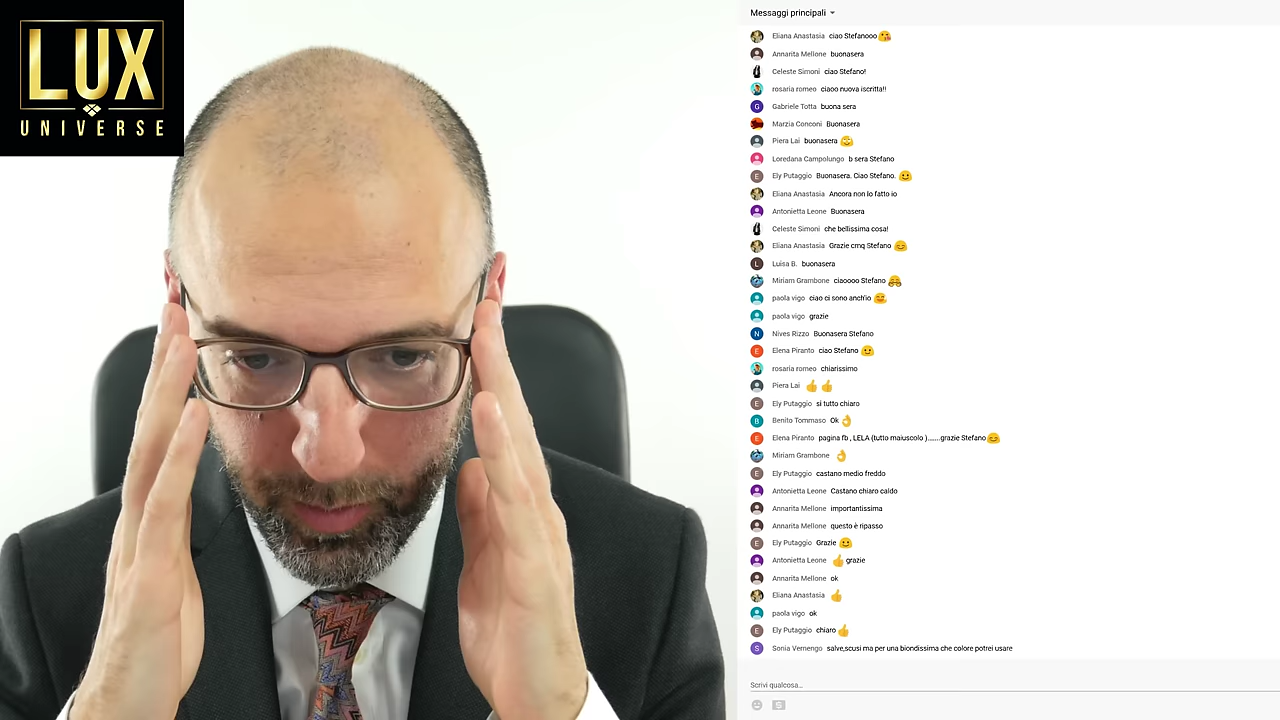 LUX
UNIVERSE
Messaggi principali
Eliana Anastasia ciao Stefanooo
Annarita Mellone buonasera
Celeste Simoni ciao Stefano!
rosaria romeo ciaoo nuova iscritta!!
G Gabriele Totta buona sera
Marzia Conconi Buonasera
Piera Lai buonasera
Loredana Campolungo b sera Stefano
E Ely Putaggio Buonasera. Ciao Stefano.
Eliana Anastasia Ancora non lo fatto io
Antonietta Leone Buonasera
Celeste Simoni che bellissima cosa!
Eliana Anastasia Grazie cmq Stefano
L Luisa B. buonasera
Miriam Grambone ciaoooo Stefano
paola vigo ciao ci sono anch'io
paola vigo grazie
N Nives Rizzo Buonasera Stefano
E Elena Piranto ciao Stefano
rosaria romeo chiarissimo
Piera Lai
E Ely Putaggio si tutto chiaro
B Benito Tommaso Ok
E Elena Piranto pagina fb , LELA (tutto maiuscolo ).......grazie Stefano
Miriam Grambone
E Ely Putaggio castano medio freddo
Antonietta Leone Castano chiaro caldo
Annarita Mellone importantissima
Annarita Mellone questo è ripasso
E Ely Putaggio Grazie
Antonietta Leone grazie
Annarita Mellone ok
Eliana Anastasia
paola vigo ok
E Ely Putaggio chiaro
S Sonia Vernengo salve,scusi ma per una biondissima che colore potrei usare
Scrivi qualcosa...